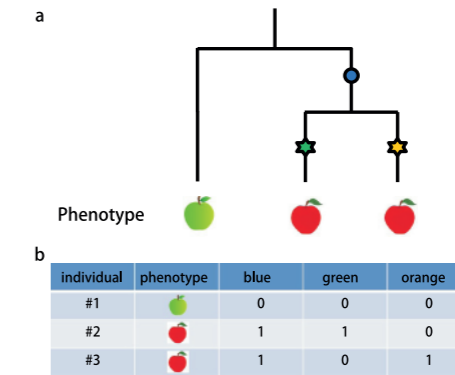 a
Phenotype
b
individual phenotype blue green orange
#1 0 0 0
#2 1 1 0
#3 1 0 1